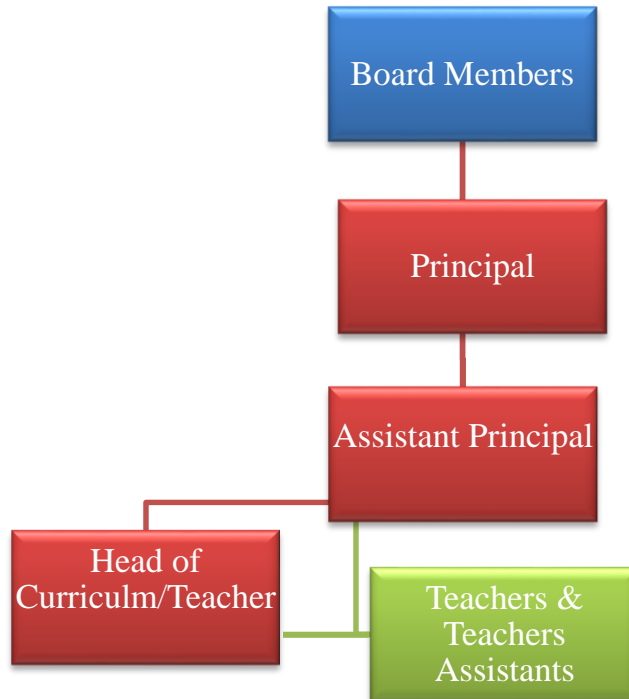 Board Members
Principal
Assistant Principal
Head of
Curriculm/Teacher
Teachers &
Teachers
Assistants